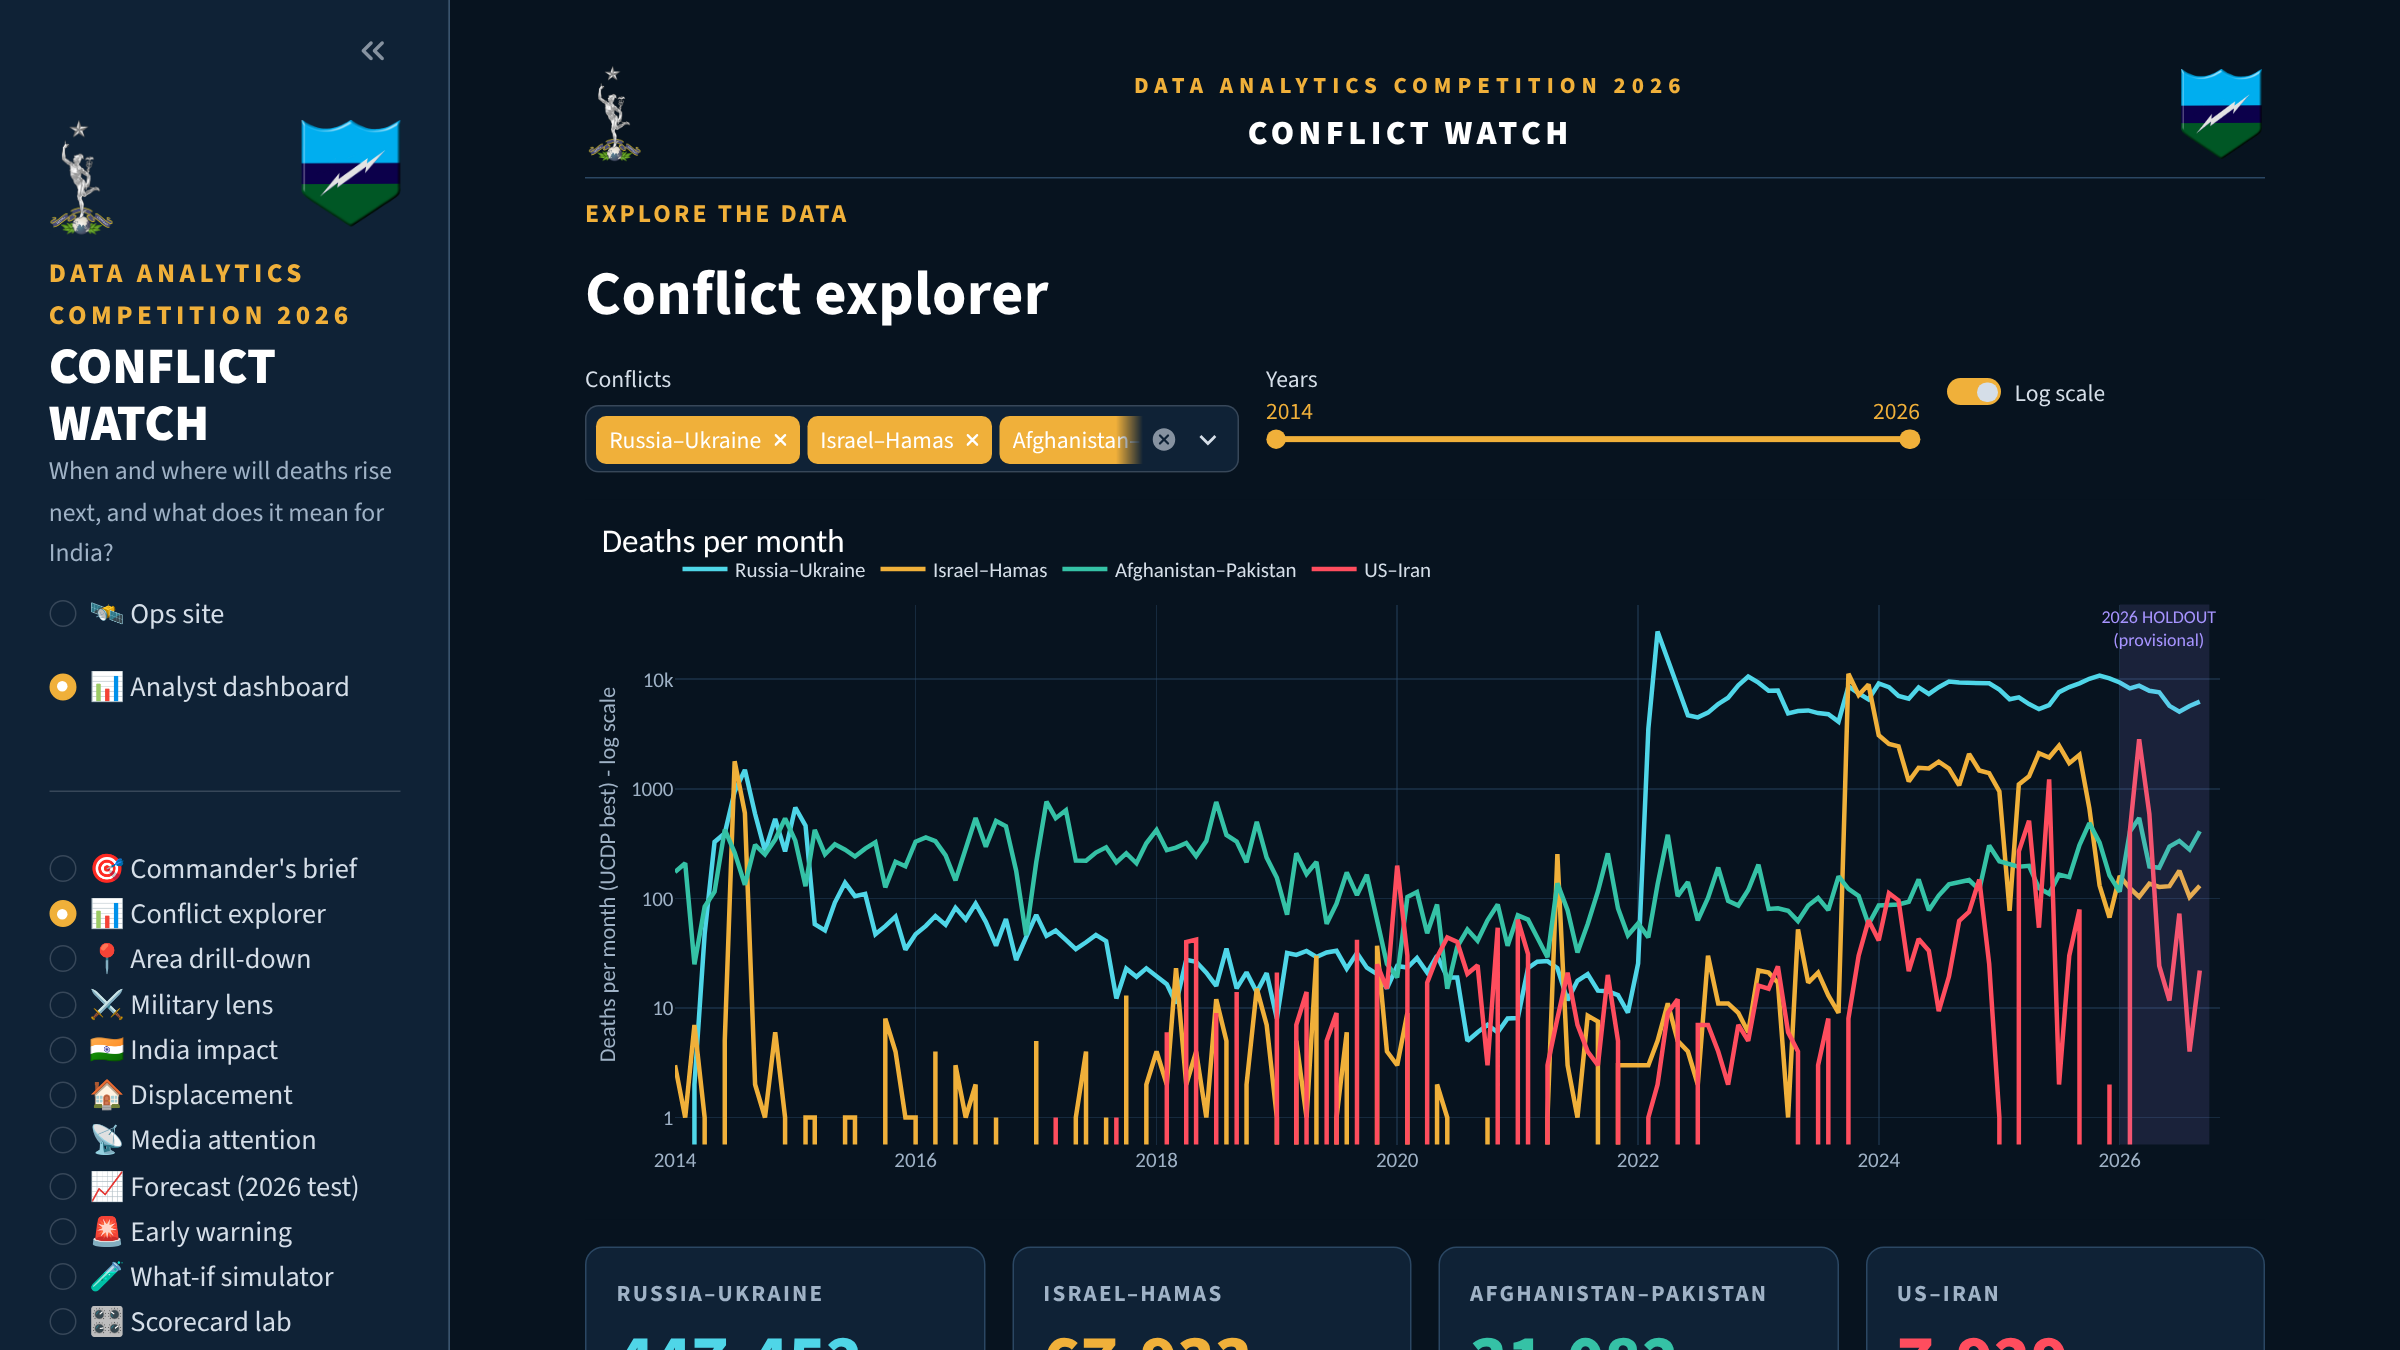 DATA ANALYTICS
COMPETITION 2026
CONFLICT
WATCH
When and where will deaths rise
next, and what does it mean for
India?
Ops site
Analyst dashboard
Commander's brief
Conflict explorer
Area drill-down
Military lens
India impact
Displacement
Media attention
Forecast (2026 test)
Early warning
What-if simulator
Scorecard lab
DATA ANALYTICS COMPETITION 2026
CONFLICT WATCH
EXPLORE THE DATA
Conflict explorer
Conflicts
Russia–Ukraine
Israel–Hamas
Afghanistan–
Years
2014
2026
Log scale
Deaths per month
Russia–Ukraine
Israel–Hamas
Afghanistan–Pakistan
US–Iran
2026 HOLDOUT
(provisional)
Deaths per month (UCDP best) - log scale
10k
1000
100
10
1
2014
2016
2018
2020
2022
2024
2026
RUSSIA–UKRAINE
ISRAEL–HAMAS
AFGHANISTAN–PAKISTAN
US–IRAN